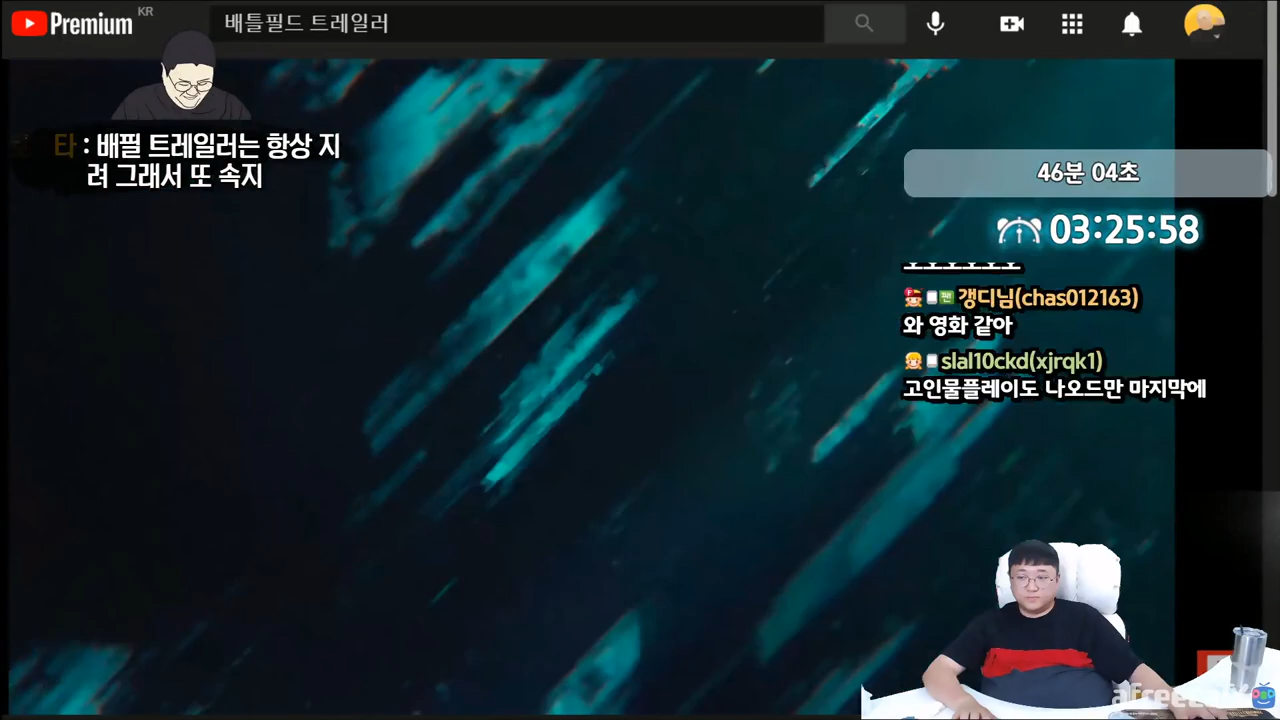 Premium
KR
배틀필드 트레일러
타 : 배필 트레일러는 항상 지
려 그래서 또 속지
46분 04초
03:25:58
ㅗㅗㅗㅗㅗㅗ
갱디님(chas012163)
와 영화 같아
slal10ckd(xjrqk1)
고인물플레이도 나오드만 마지막에